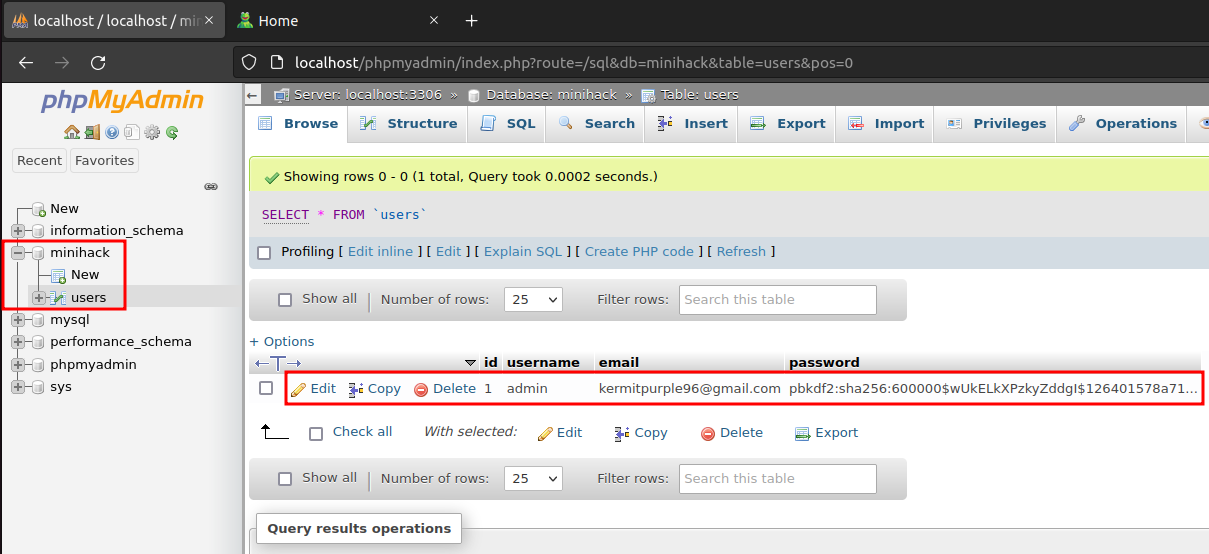 localhost / localhost / min
Home
localhost/phpmyadmin/index.php?route=/sql&db=minihack&table=users&pos=0
phpMyAdmin
Recent Favorites
New
information_schema
minihack
New
users
mysql
performance_schema
phpmyadmin
sys
Server: localhost:3306 » Database: minihack » Table: users
Browse Structure SQL Search Insert Export Import Privileges Operations
Showing rows 0 - 0 (1 total, Query took 0.0002 seconds.)
SELECT * FROM `users`
Profiling [ Edit inline ] [ Edit ] [ Explain SQL ] [ Create PHP code ] [ Refresh ]
Show all Number of rows: 25 Filter rows: Search this table
+ Options
id username email password
Edit Copy Delete 1 admin kermitpurple96@gmail.com pbkdf2:sha256:600000$wUkELkXPzkyZddgI$126401578a71...
Check all With selected: Edit Copy Delete Export
Show all Number of rows: 25 Filter rows: Search this table
Query results operations